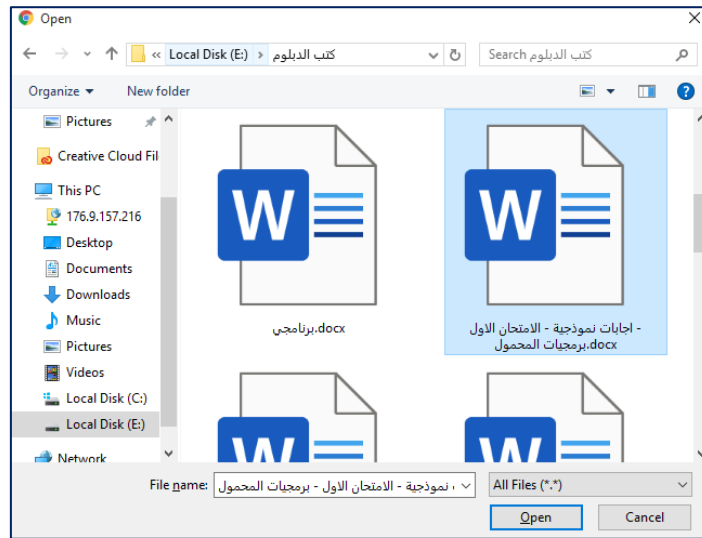 Open
« Local Disk (E:) › كتب الدبلوم
Search كتب الدبلوم
Organize
New folder
Pictures
Creative Cloud Fil
This PC
176.9.157.216
Desktop
Documents
Downloads
Music
Pictures
Videos
Local Disk (C:)
Local Disk (E:)
Network
W
برنامجي.docx
W
اجابات نموذجية - الامتحان الاول -
برمجيات المحمول.docx
W
W
File name:
نموذجية - الامتحان الاول - برمجيات المحمول
All Files (*.*)
Open
Cancel